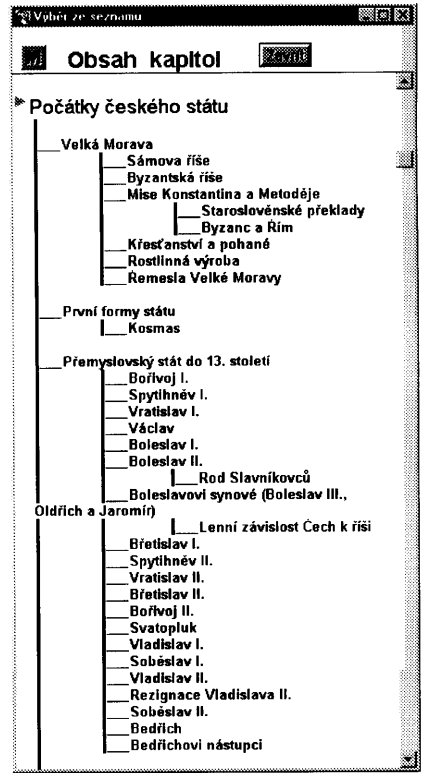 Výběr ze seznamu
Obsah kapitol
Zavřít
Počátky českého státu
Velká Morava
Sámova říše
Byzantská říše
Mise Konstantina a Metoděje
Staroslověnské překlady
Byzanc a Řím
Křesťanství a pohané
Rostlinná výroba
Řemesla Velké Moravy
První formy státu
Kosmas
Přemyslovský stát do 13. století
Bořivoj I.
Spytihněv I.
Vratislav I.
Václav
Boleslav I.
Boleslav II.
Rod Slavníkovců
Boleslavovi synové (Boleslav III.,
Oldřich a Jaromír)
Lenní závislost Čech k říši
Břetislav I.
Spytihněv II.
Vratislav II.
Břetislav II.
Bořivoj II.
Svatopluk
Vladislav I.
Soběslav I.
Vladislav II.
Rezignace Vladislava II.
Soběslav II.
Bedřich
Bedřichovi nástupci